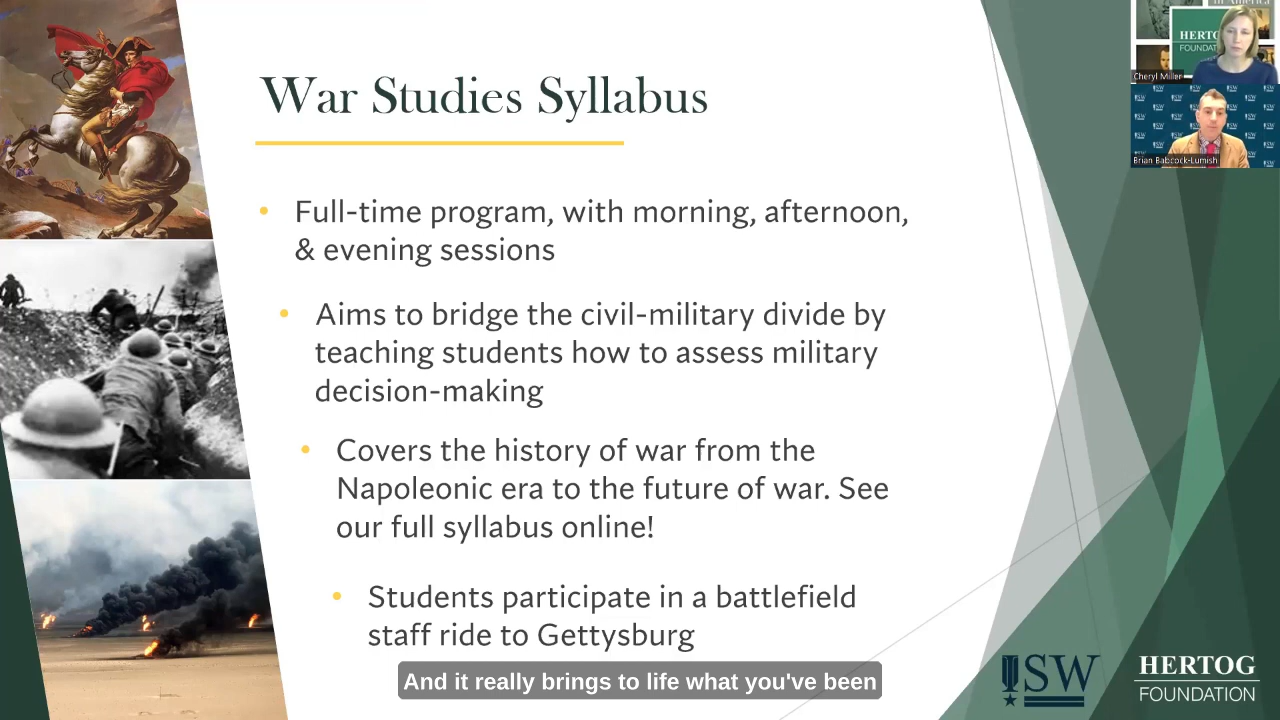 War Studies Syllabus
• Full-time program, with morning, afternoon,
& evening sessions
• Aims to bridge the civil-military divide by
teaching students how to assess military
decision-making
• Covers the history of war from the
Napoleonic era to the future of war. See
our full syllabus online!
• Students participate in a battlefield
staff ride to Gettysburg
And it really brings to life what you've been
in America
HERTOG
FOUNDAT
Cheryl Miller
ISW
Brian Babcock-Lumish
ISW
HERTOG
FOUNDATION